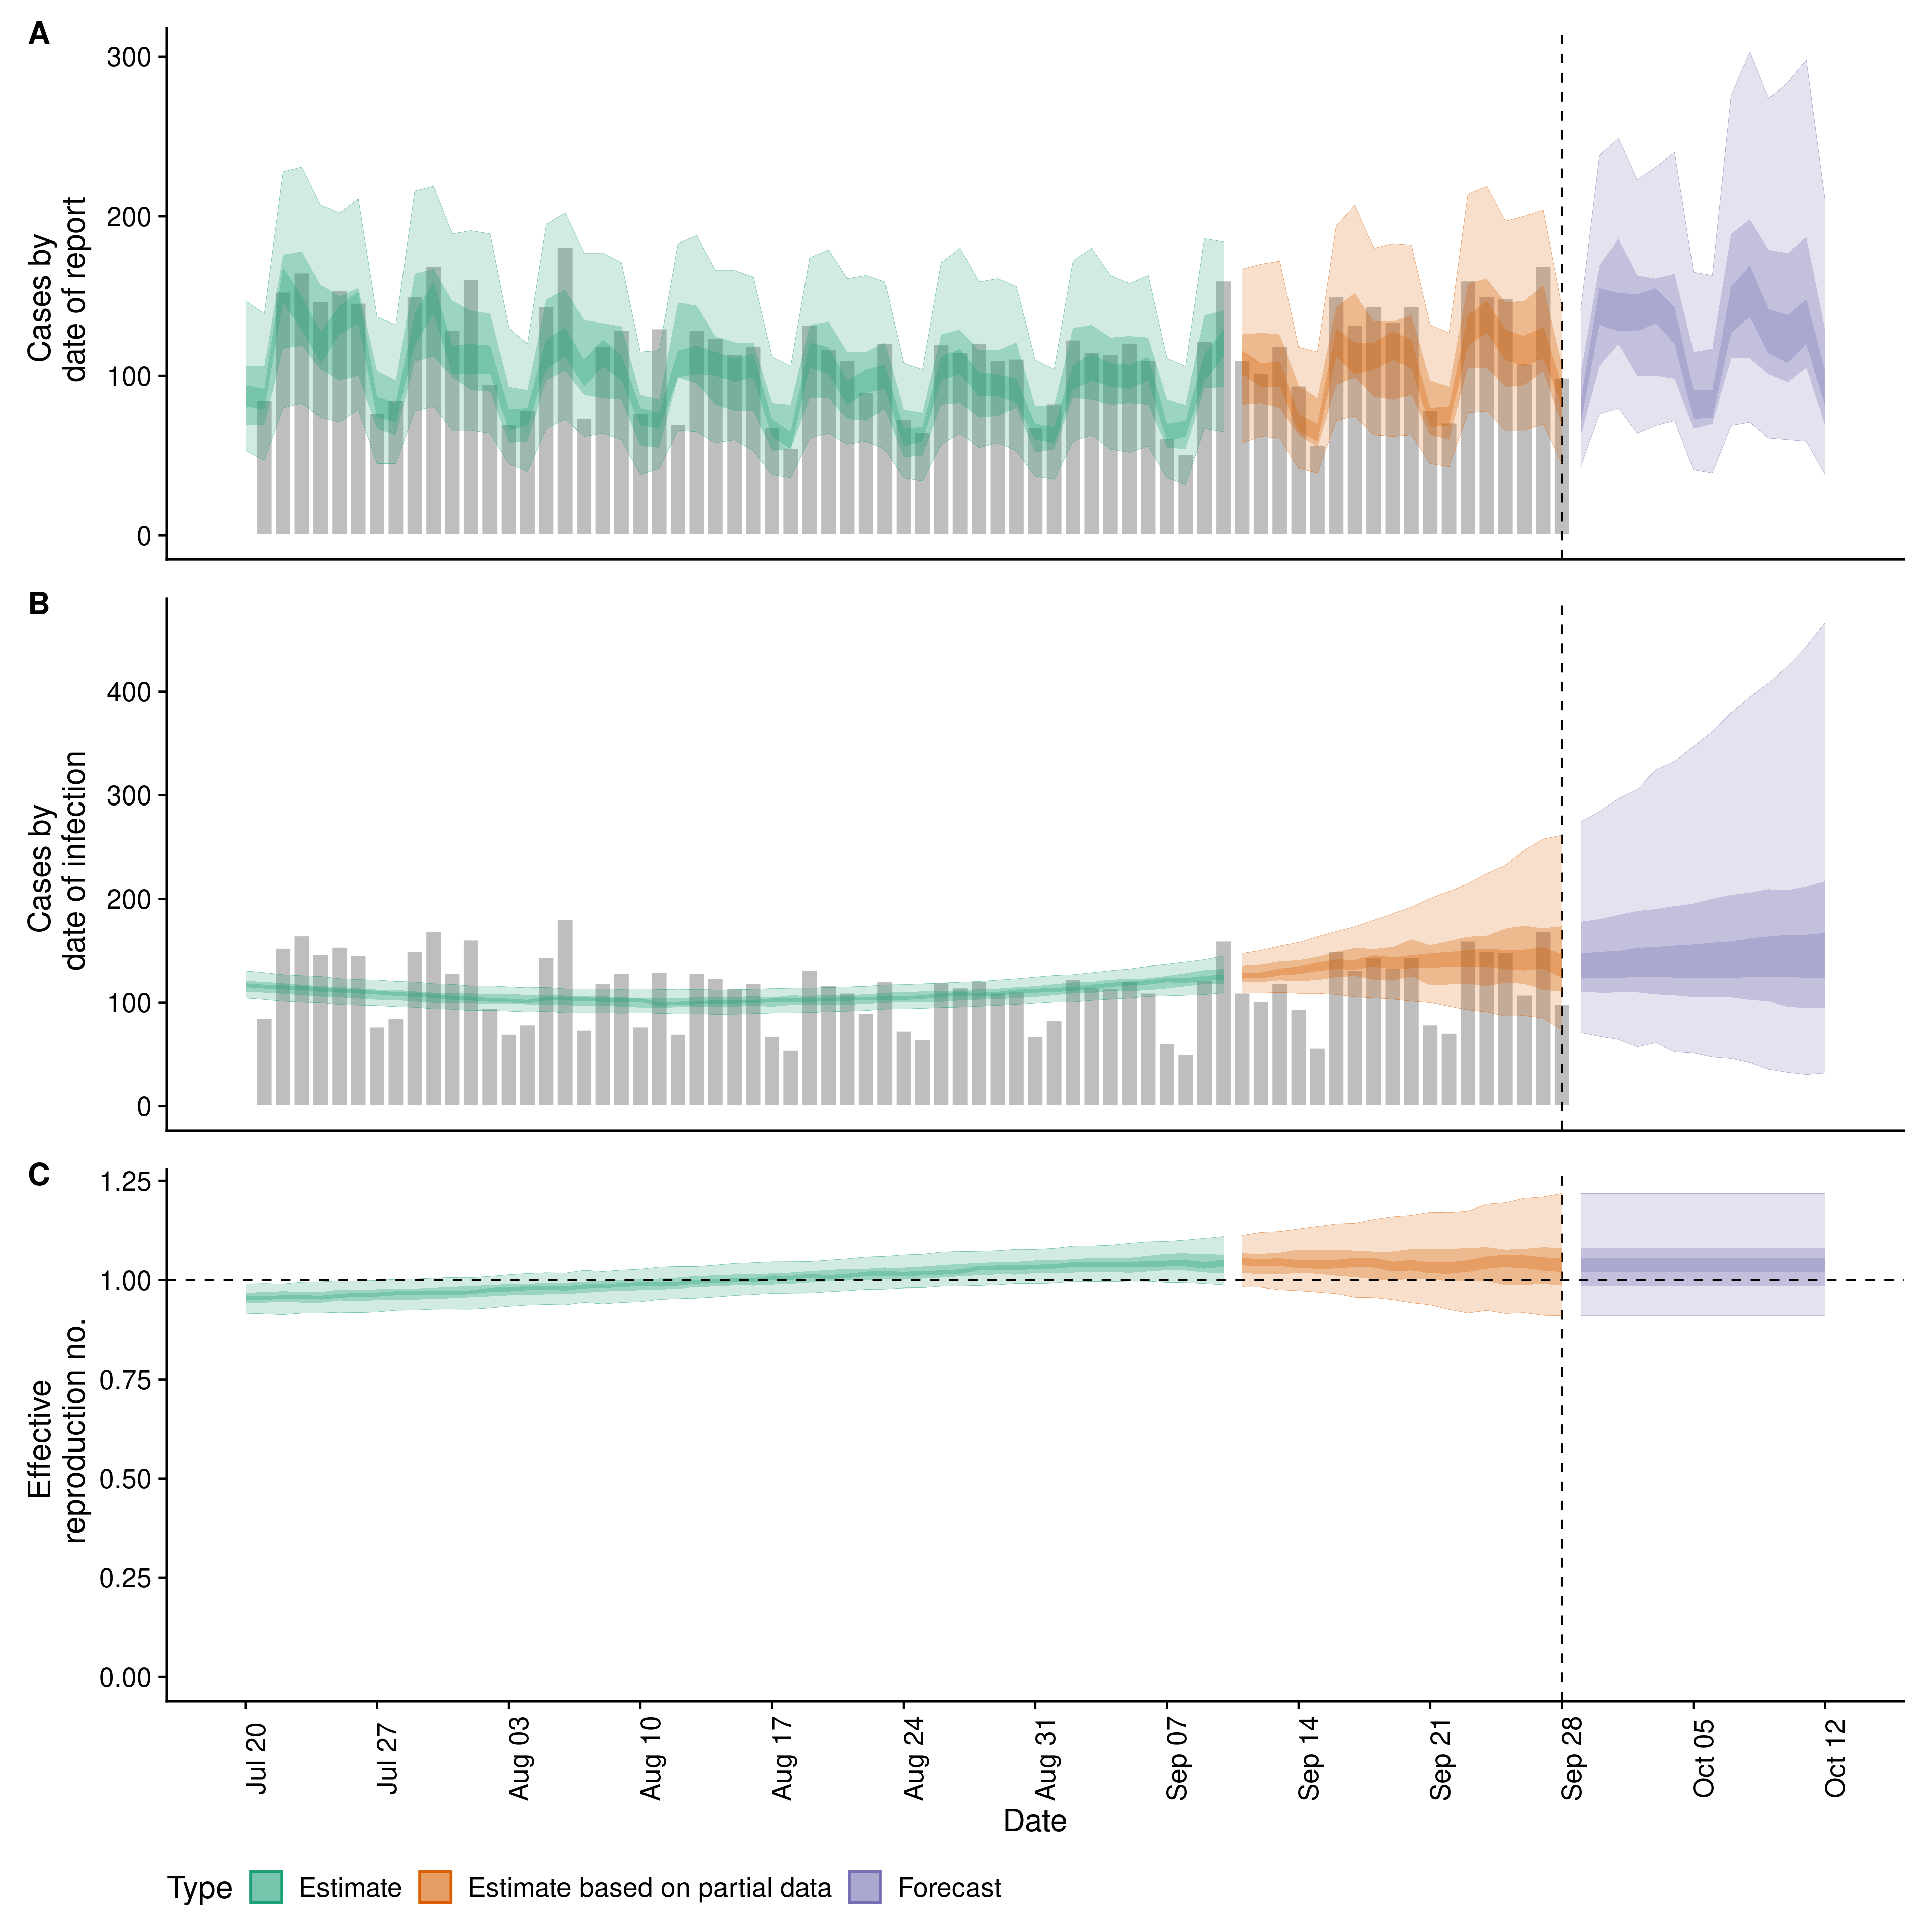 A
300
200
100
0
Cases by
date of report
B
400
300
200
100
0
Cases by
date of infection
C
1.25
1.00
0.75
0.50
0.25
0.00
Effective
reproduction no.
Jul 20
Jul 27
Aug 03
Aug 10
Aug 17
Aug 24
Aug 31
Sep 07
Sep 14
Sep 21
Sep 28
Oct 05
Oct 12
Date
Type Estimate Estimate based on partial data Forecast